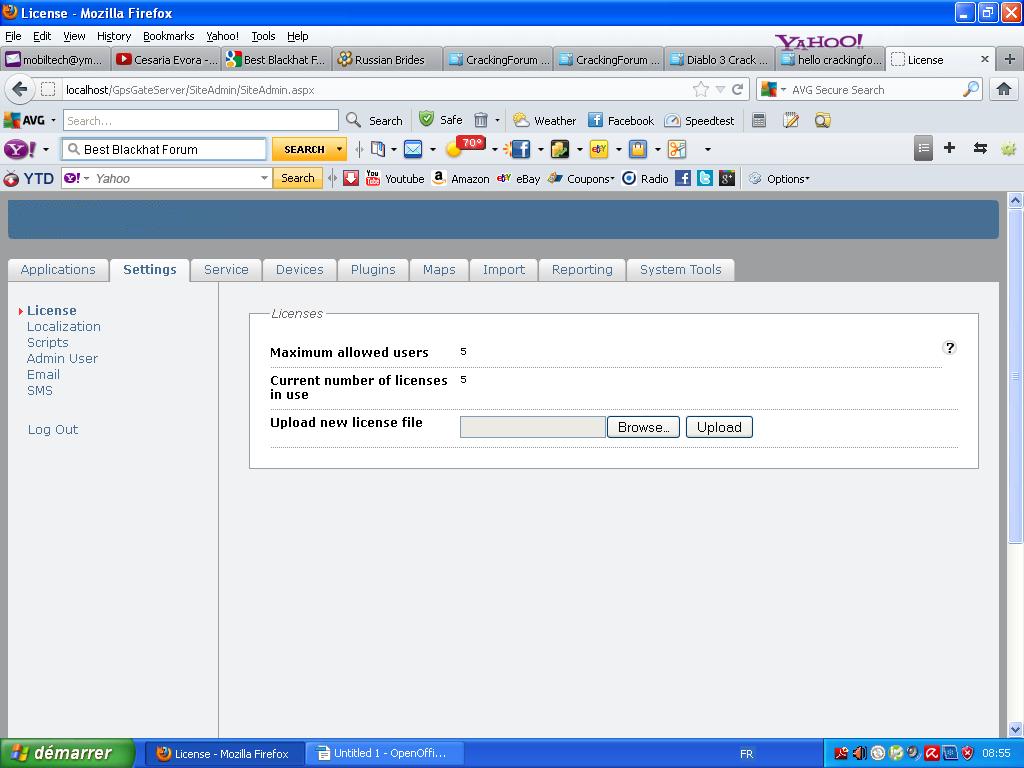 License - Mozilla Firefox
File Edit View History Bookmarks Yahoo! Tools Help
YAHOO!
mobiltech@ym... Cesaria Evora -... Best Blackhat F... Russian Brides CrackingForum ... CrackingForum ... Diablo 3 Crack ... hello crackingfo... License
localhost/GpsGateServer/SiteAdmin/SiteAdmin.aspx AVG Secure Search
AVG Search... Search Safe Weather Facebook Speedtest
Y! Best Blackhat Forum SEARCH 70°
YTD Y! Yahoo Search Youtube Amazon eBay Coupons Radio Options
Applications Settings Service Devices Plugins Maps Import Reporting System Tools
License
Localization
Scripts
Admin User
Email
SMS
Log Out
Licenses
Maximum allowed users 5 ?
Current number of licenses in use 5
Upload new license file Browse... Upload
démarrer License - Mozilla Firefox Untitled 1 - OpenOffi... FR 08:55